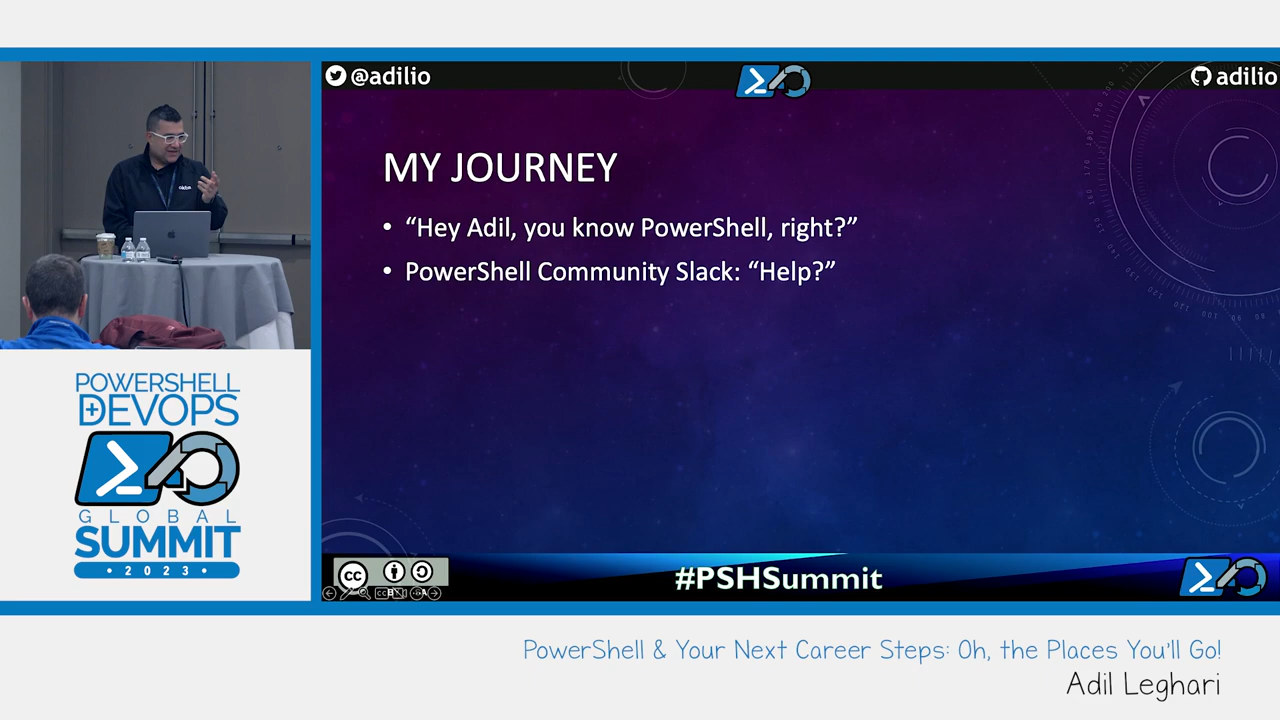 @adilio
adilio
MY JOURNEY
• “Hey Adil, you know PowerShell, right?”
• PowerShell Community Slack: “Help?”
POWERSHELL
+DEVOPS
GLOBAL
SUMMIT
• 2023 •
cc
#PSHSummit
PowerShell & Your Next Career Steps: Oh, the Places You'll Go!
Adil Leghari